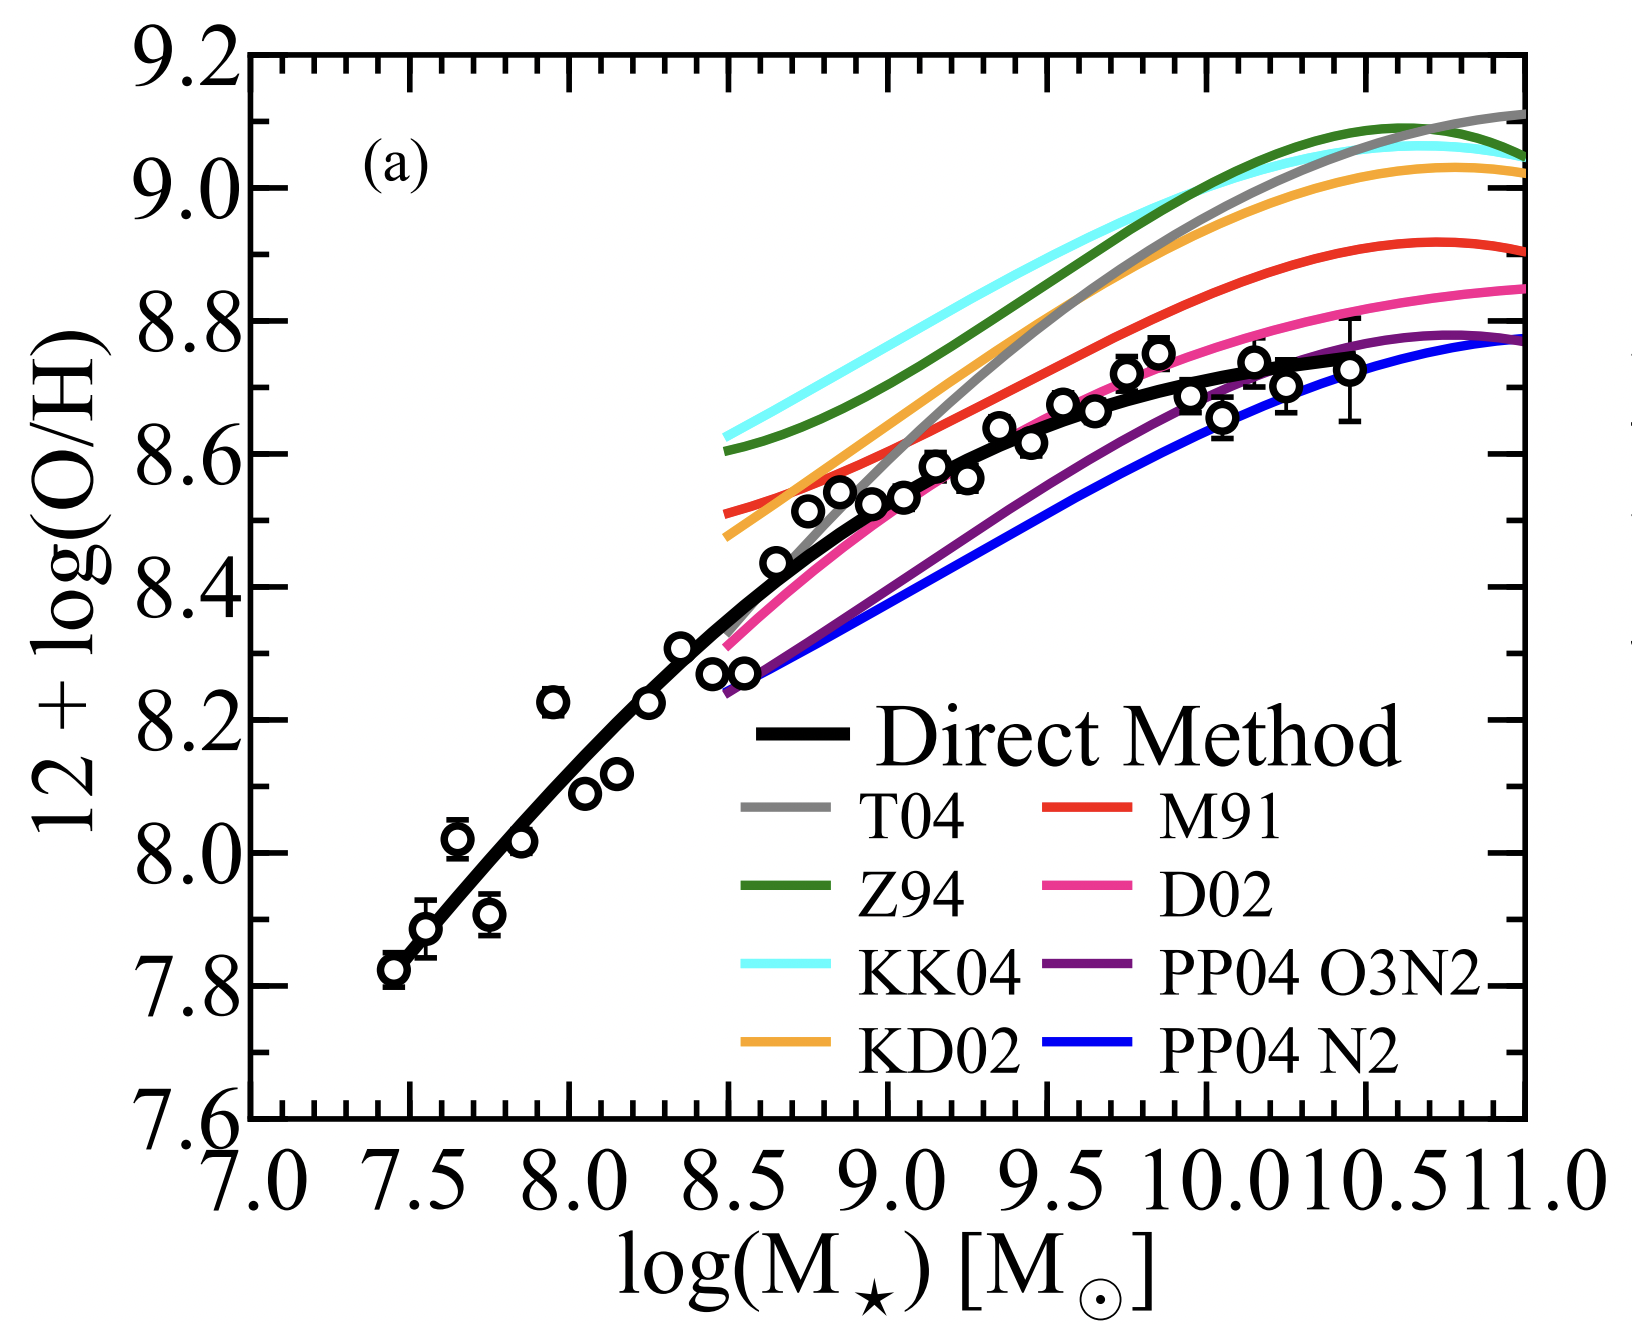 9.2
9.0
8.8
8.6
8.4
8.2
8.0
7.8
7.6
12 + log(O/H)
(a)
Direct Method
T04
M91
Z94
D02
KK04
PP04 O3N2
KD02
PP04 N2
7.0 7.5 8.0 8.5 9.0 9.5 10.0 10.5 11.0
log(M★) [M☉]